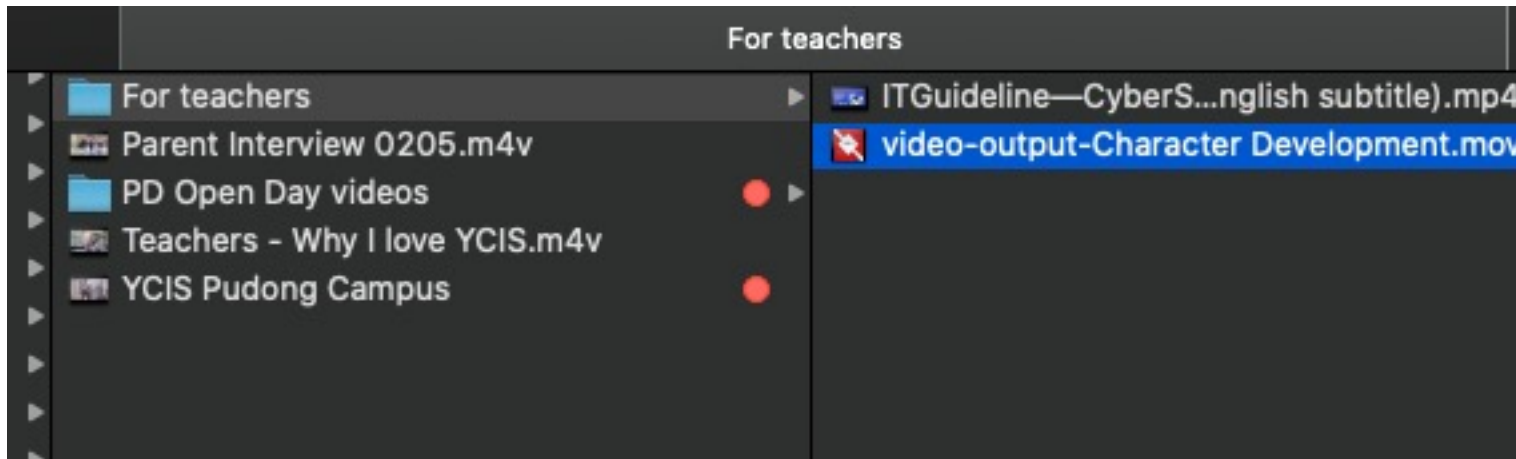 For teachers
For teachers
Parent Interview 0205.m4v
PD Open Day videos
Teachers - Why I love YCIS.m4v
YCIS Pudong Campus
ITGuideline—CyberS...nglish subtitle).mp4
video-output-Character Development.mov